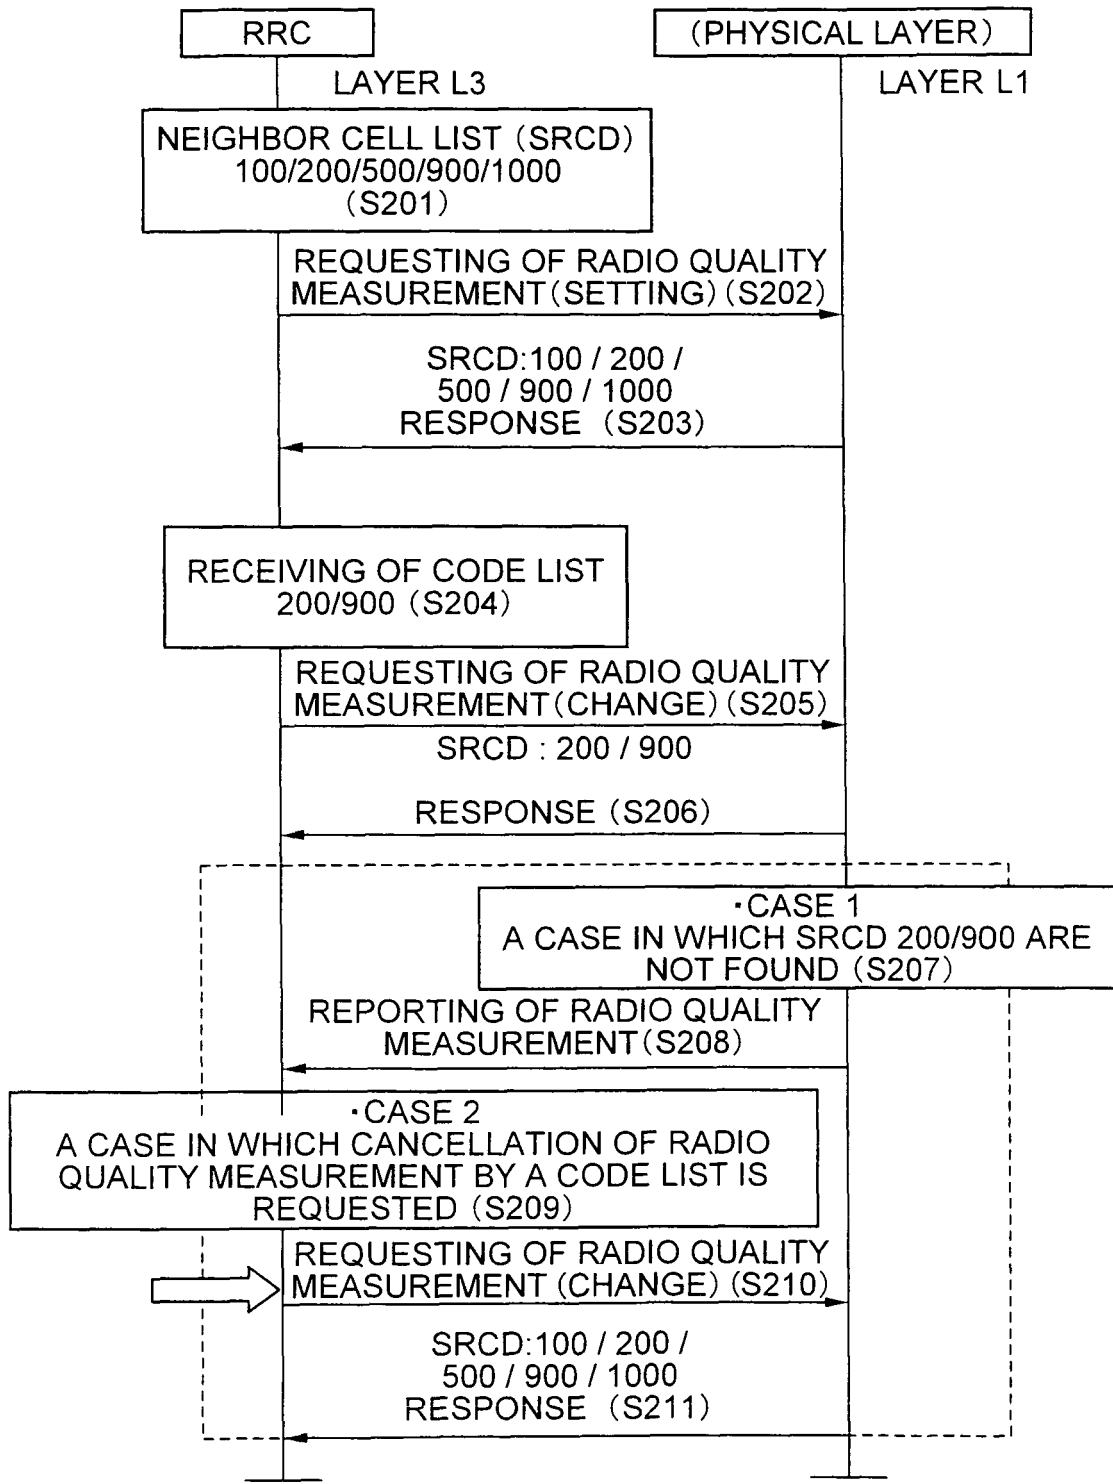 RRC
(PHYSICAL LAYER)
LAYER L3
LAYER L1
NEIGHBOR CELL LIST (SRCD)
100/200/500/900/1000
(S201)
REQUESTING OF RADIO QUALITY
MEASUREMENT(SETTING)(S202)
SRCD:100 / 200 /
500 / 900 / 1000
RESPONSE (S203)
RECEIVING OF CODE LIST
200/900 (S204)
REQUESTING OF RADIO QUALITY
MEASUREMENT(CHANGE)(S205)
SRCD : 200 / 900
RESPONSE (S206)
・CASE 1
A CASE IN WHICH SRCD 200/900 ARE
NOT FOUND (S207)
REPORTING OF RADIO QUALITY
MEASUREMENT(S208)
・CASE 2
A CASE IN WHICH CANCELLATION OF RADIO
QUALITY MEASUREMENT BY A CODE LIST IS
REQUESTED (S209)
REQUESTING OF RADIO QUALITY
MEASUREMENT (CHANGE) (S210)
SRCD:100 / 200 /
500 / 900 / 1000
RESPONSE (S211)